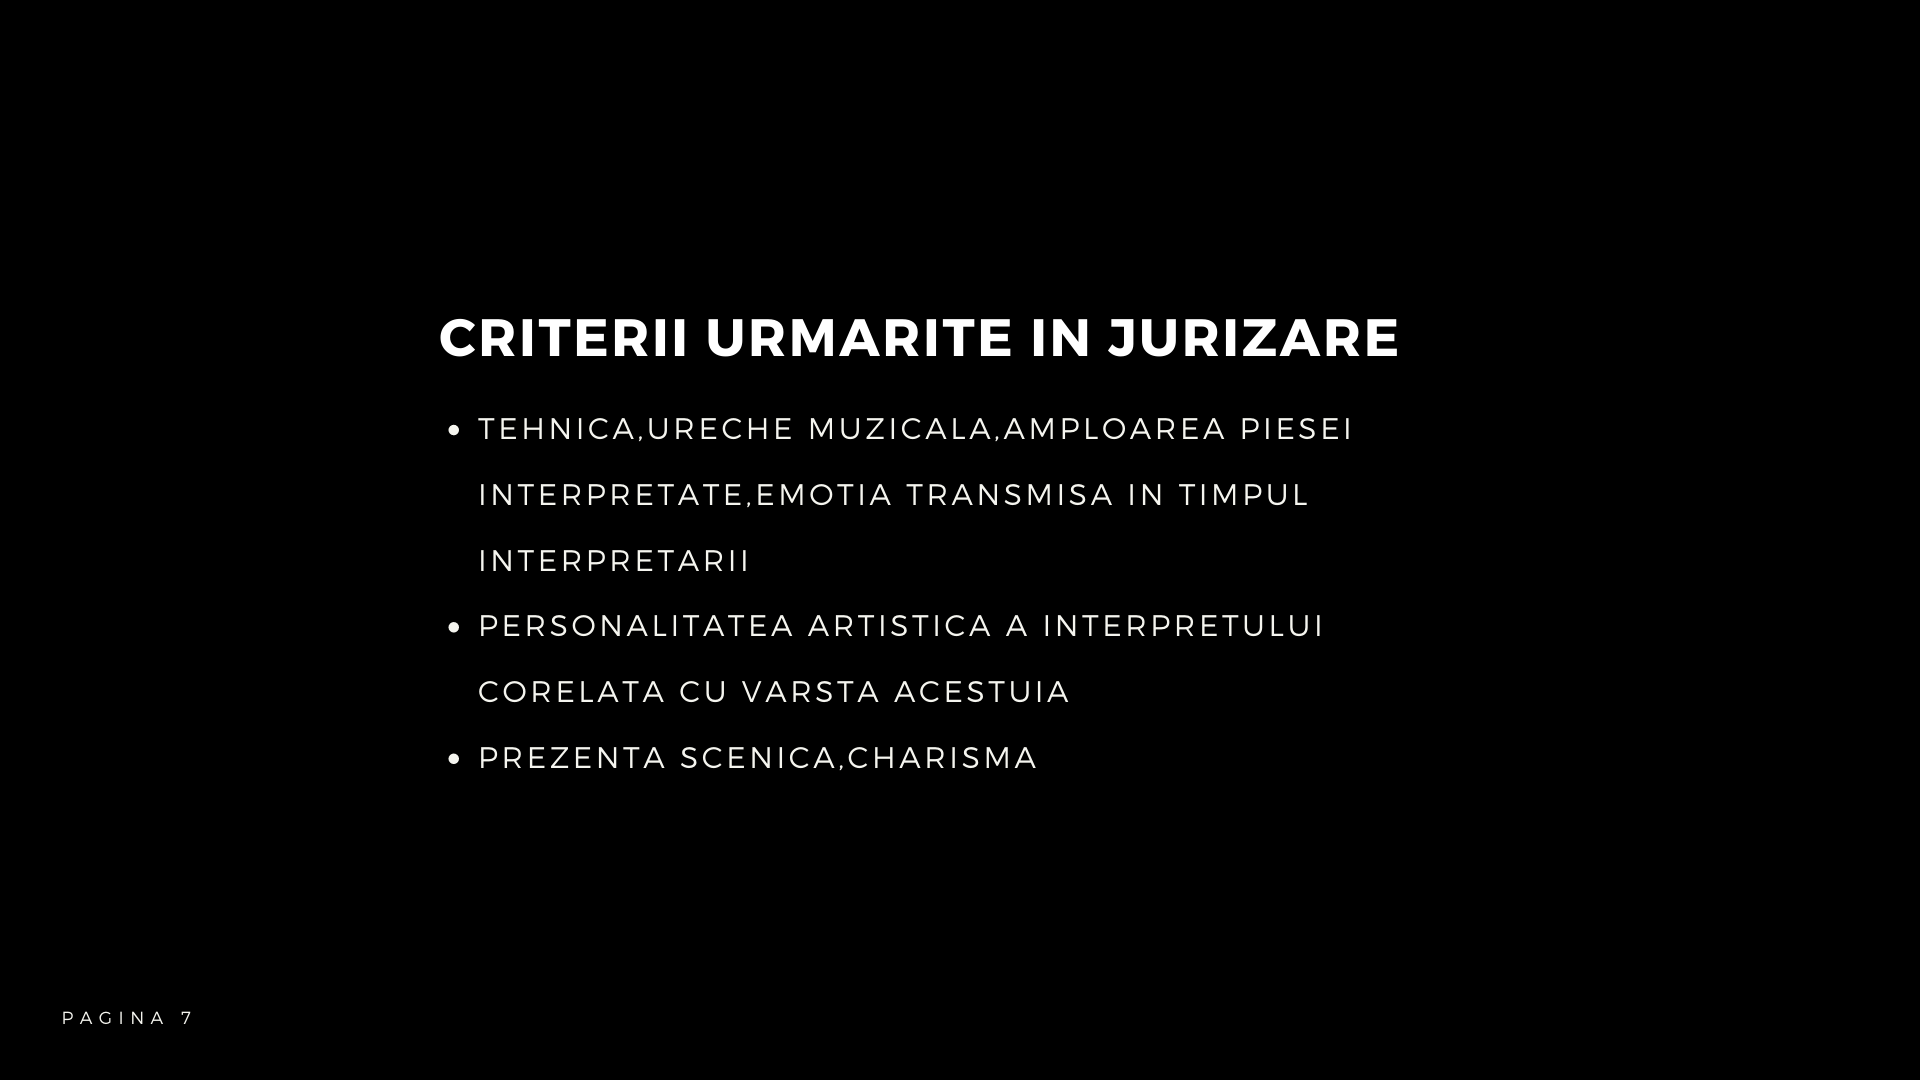 CRITERII URMARITE IN JURIZARE
• TEHNICA,URECHE MUZICALA,AMPLOAREA PIESEI
INTERPRETATE,EMOTIA TRANSMISA IN TIMPUL
INTERPRETARII
• PERSONALITATEA ARTISTICA A INTERPRETULUI
CORELATA CU VARSTA ACESTUIA
• PREZENTA SCENICA,CHARISMA
PAGINA 7